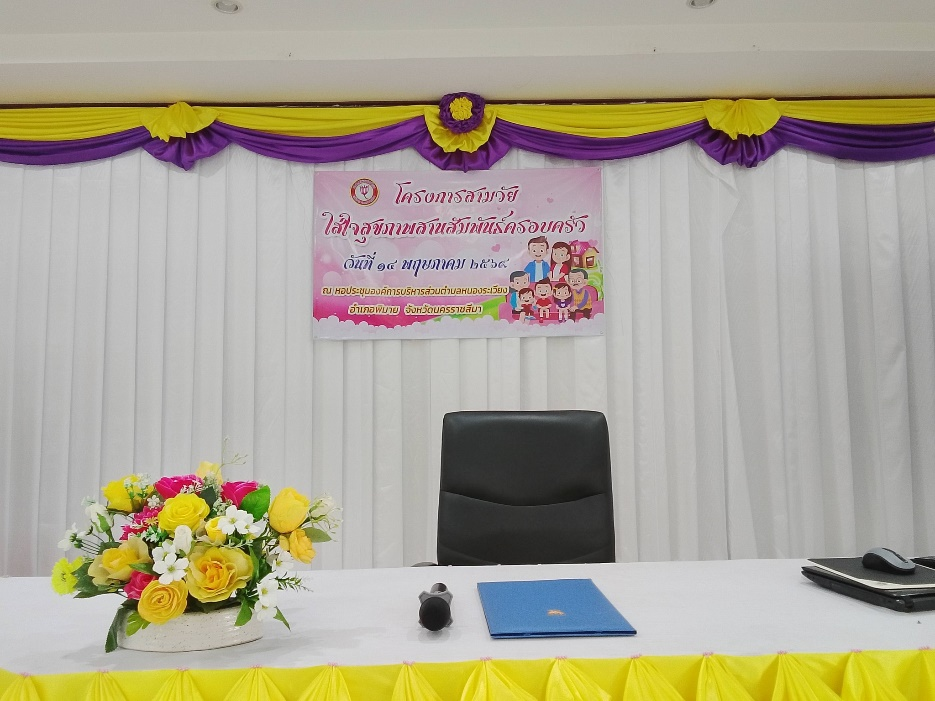 โครงการสามวัย
ใส่ใจสุขภาพสานสัมพันธ์ครอบครัว
วันที่ ๑๔ พฤษภาคม ๒๕๖๙
ณ หอประชุมองค์การบริหารส่วนตำบลหนองระเวียง
อำเภอพิมาย จังหวัดนครราชสีมา